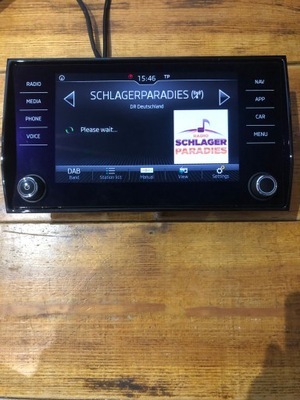 15:46 TP
RADIO
MEDIA
PHONE
VOICE
SCHLAGERPARADIES
DR Deutschland
Please wait...
RADIO
SCHLAGER
PARADIES
NAV
APP
CAR
MENU
DAB
Band
Station list
Manual
View
Settings